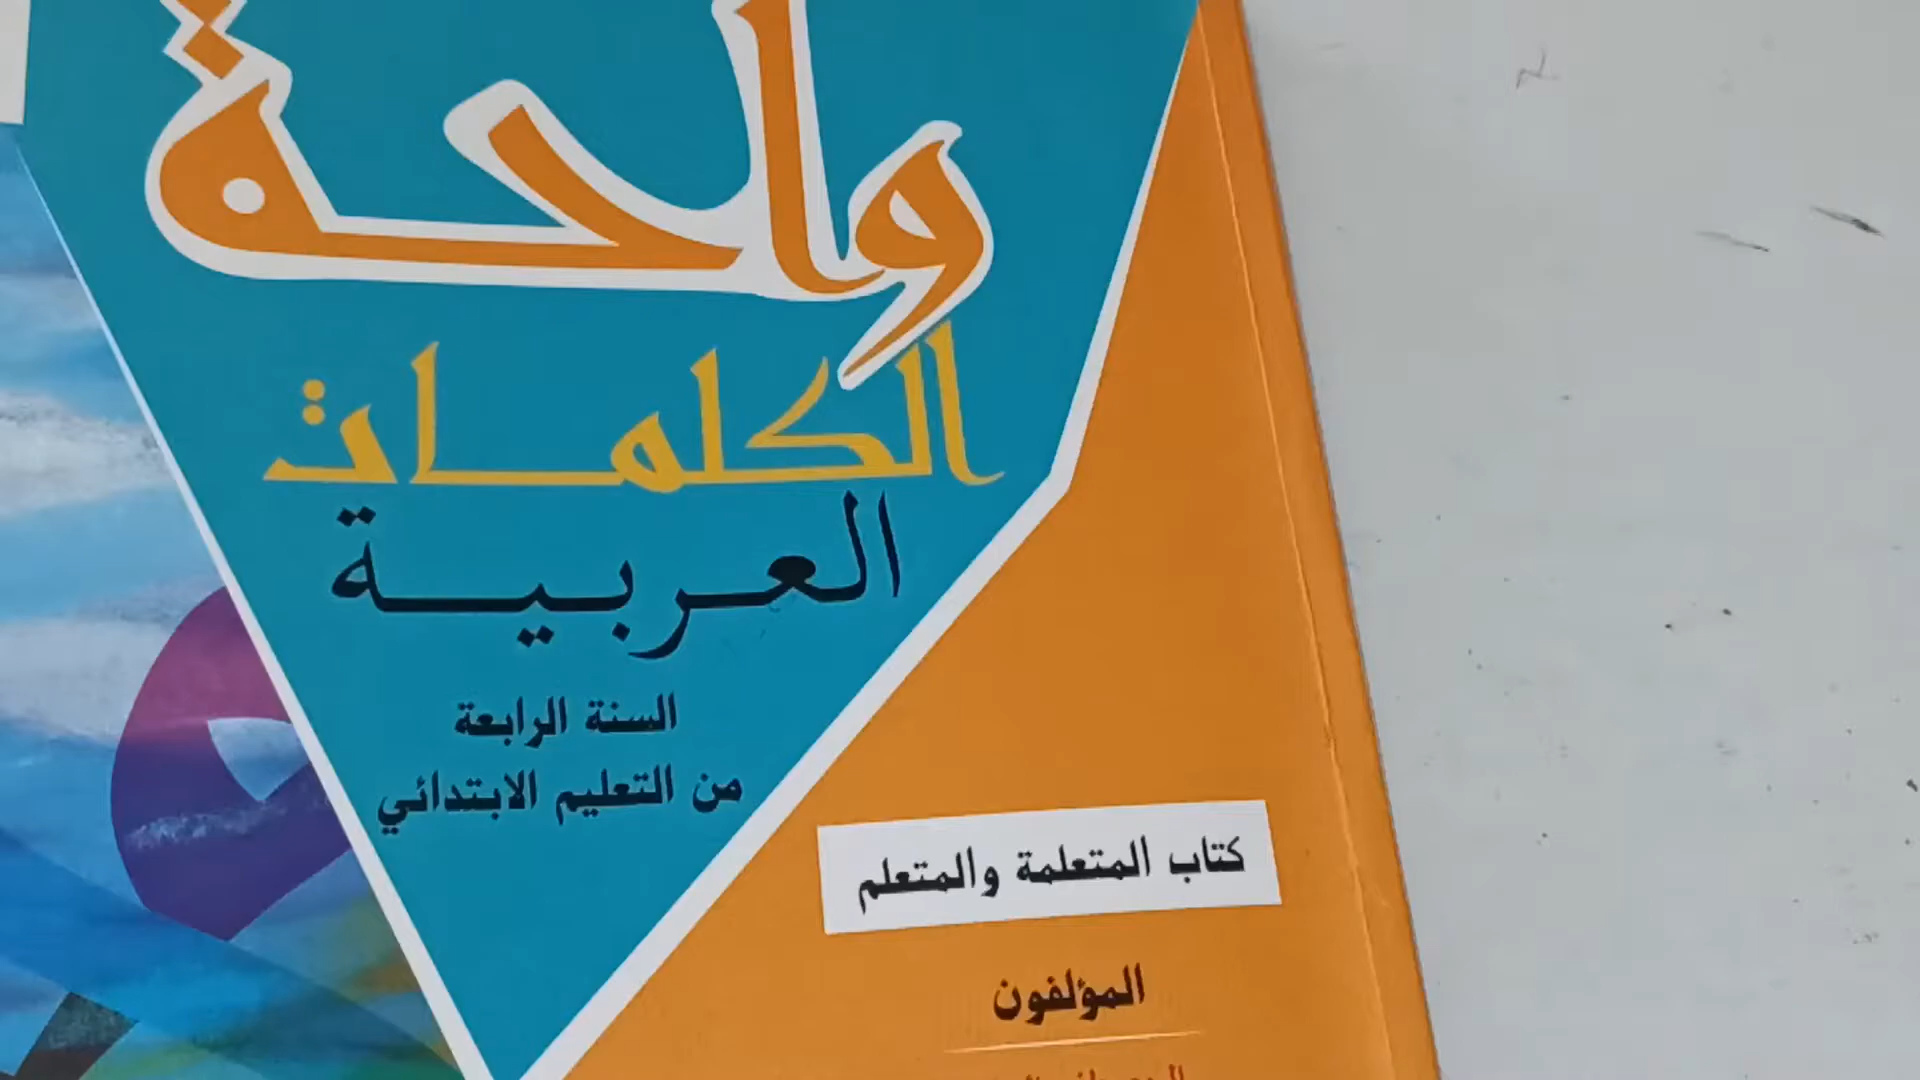 واحة
الكلمات
العربية
السنة الرابعة
من التعليم الابتدائي
كتاب المتعلمة والمتعلم
المؤلفون